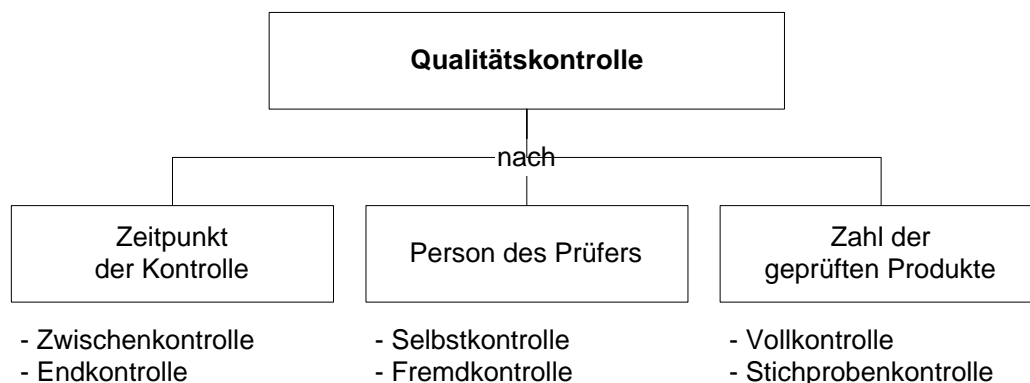 Qualitätskontrolle
nach
Zeitpunkt
der Kontrolle
Person des Prüfers
Zahl der
geprüften Produkte
- Zwischenkontrolle
- Endkontrolle
- Selbstkontrolle
- Fremdkontrolle
- Vollkontrolle
- Stichprobenkontrolle